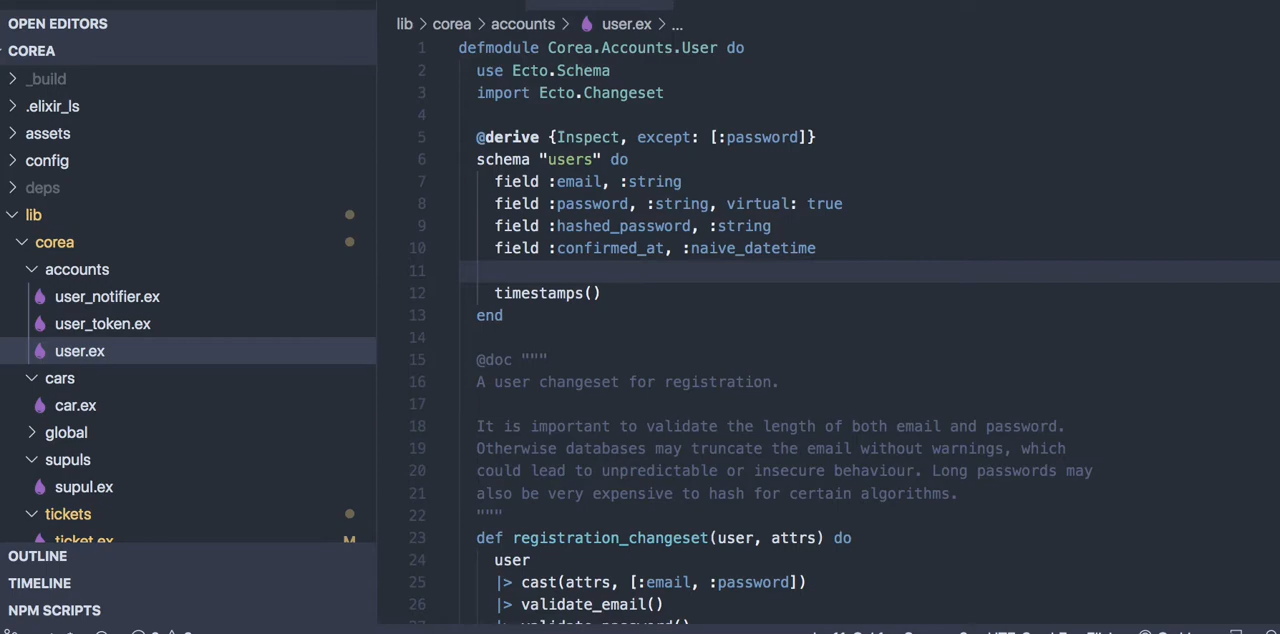 OPEN EDITORS
COREA
_build
.elixir_ls
assets
config
deps
lib
corea
accounts
user_notifier.ex
user_token.ex
user.ex
cars
car.ex
global
supuls
supul.ex
tickets
ticket.ex M
OUTLINE
TIMELINE
NPM SCRIPTS
lib > corea > accounts > user.ex > ...
1 defmodule Corea.Accounts.User do
2 use Ecto.Schema
3 import Ecto.Changeset
4
5 @derive {Inspect, except: [:password]}
6 schema "users" do
7 field :email, :string
8 field :password, :string, virtual: true
9 field :hashed_password, :string
10 field :confirmed_at, :naive_datetime
11
12 timestamps()
13 end
14
15 @doc """
16 A user changeset for registration.
17
18 It is important to validate the length of both email and password.
19 Otherwise databases may truncate the email without warnings, which
20 could lead to unpredictable or insecure behaviour. Long passwords may
21 also be very expensive to hash for certain algorithms.
22 """
23 def registration_changeset(user, attrs) do
24 user
25 |> cast(attrs, [:email, :password])
26 |> validate_email()
27 |> validate_password()